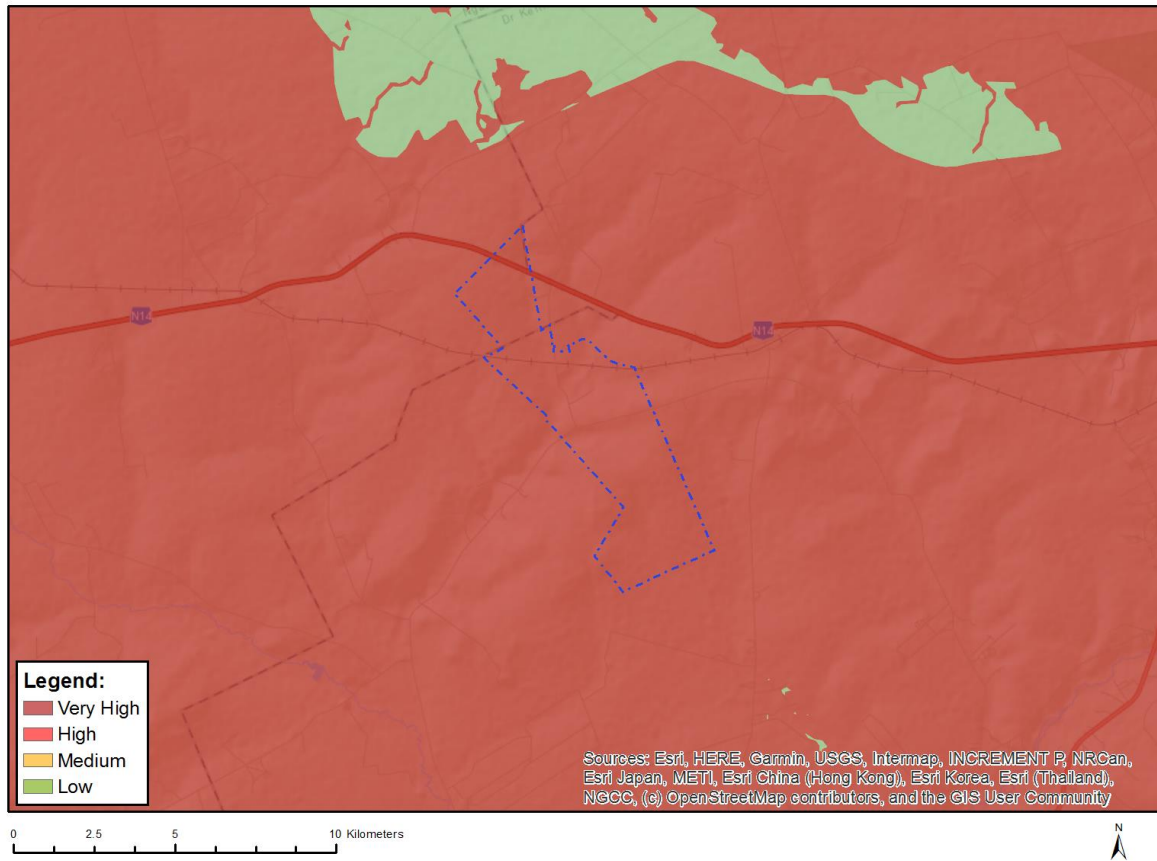 Dr Ke
N14
N14
Legend:
Very High
High
Medium
Low
Sources: Esri, HERE, Garmin, USGS, Intermap, INCREMENT P, NRCan,
Esri Japan, METI, Esri China (Hong Kong), Esri Korea, Esri (Thailand),
NGCC, (c) OpenStreetMap contributors, and the GIS User Community
0 2.5 5 10 Kilometers
N